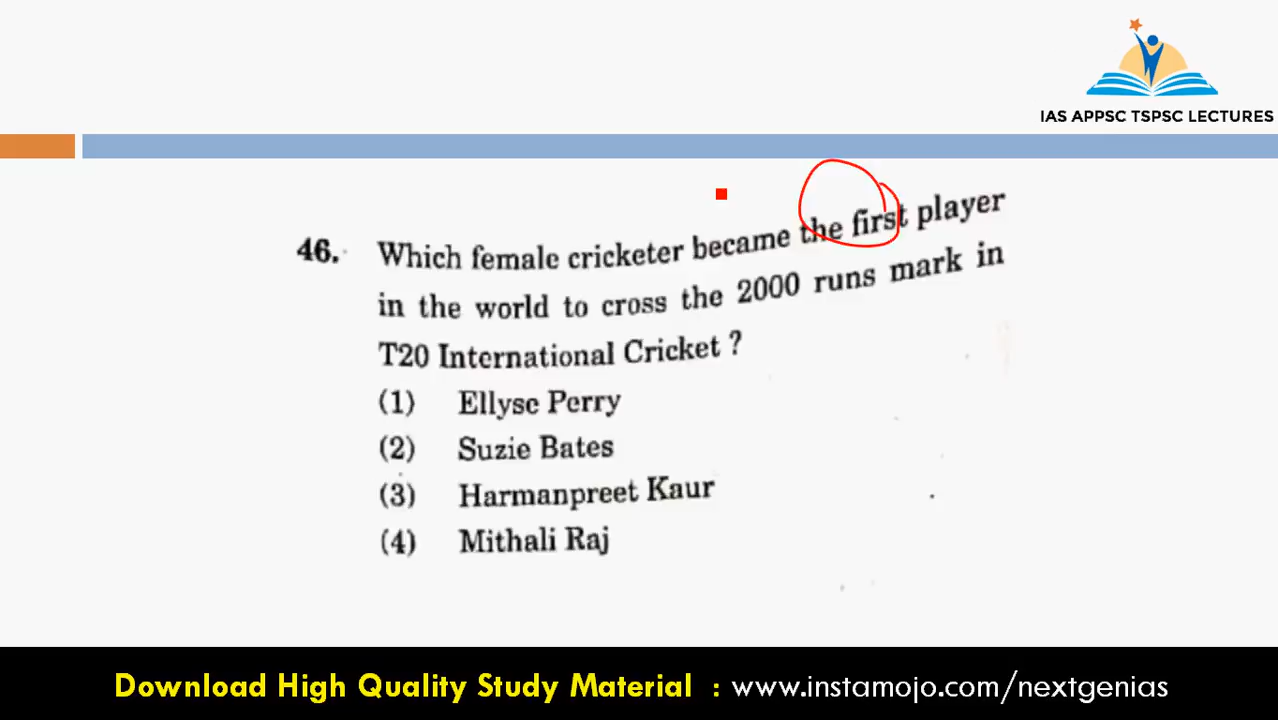 IAS APPSC TSPSC LECTURES
46. Which female cricketer became the first player
in the world to cross the 2000 runs mark in
T20 International Cricket ?
(1) Ellyse Perry
(2) Suzie Bates
(3) Harmanpreet Kaur
(4) Mithali Raj
Download High Quality Study Material : www.instamojo.com/nextgenias